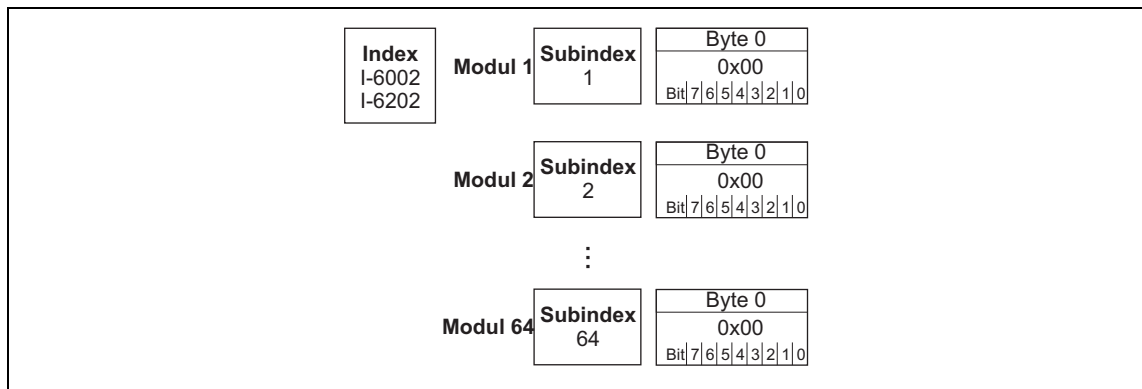 Index
I-6002
I-6202
Modul 1
Subindex
1
Byte 0
0x00
Bit 7 6 5 4 3 2 1 0
Modul 2
Subindex
2
Byte 0
0x00
Bit 7 6 5 4 3 2 1 0
⋮
Modul 64
Subindex
64
Byte 0
0x00
Bit 7 6 5 4 3 2 1 0